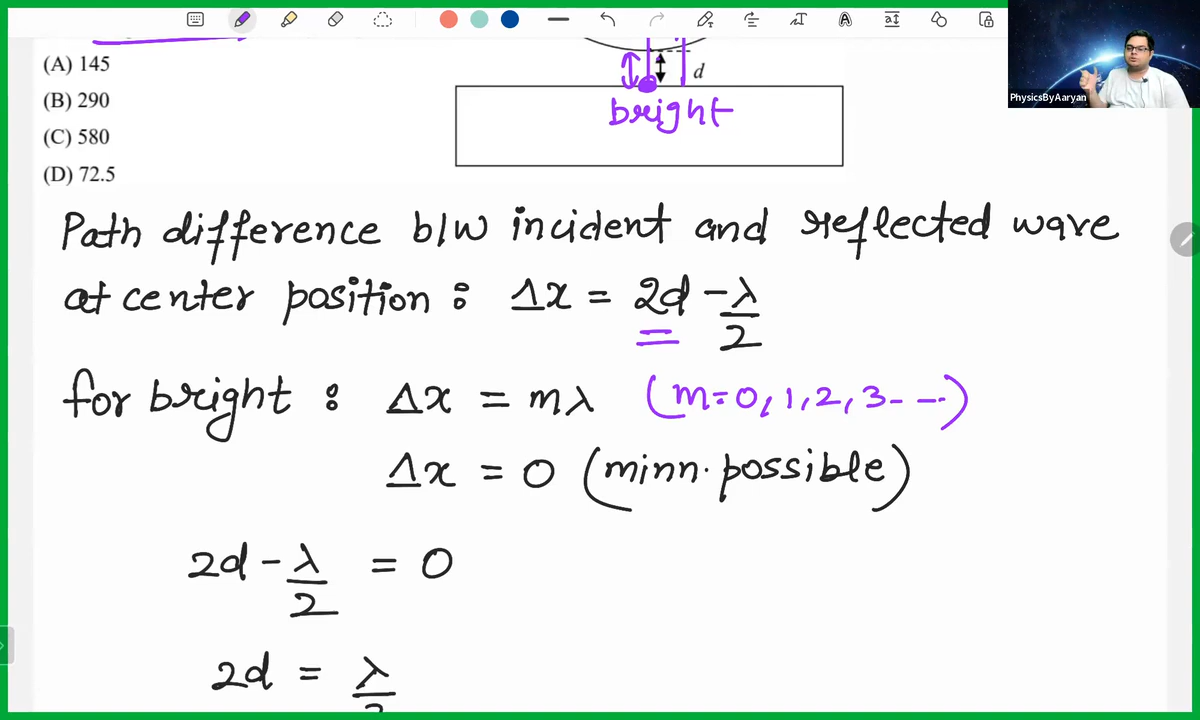 (A) 145
d
PhysicsByAaryan
(B) 290
bright
(C) 580
(D) 72.5
Path difference b/w incident and reflected wave
at center position : Δx = 2d - λ/2
for bright : Δx = mλ (m=0,1,2,3- --)
Δx = 0 (minn. possible)
2d - λ/2 = 0
2d = λ/2